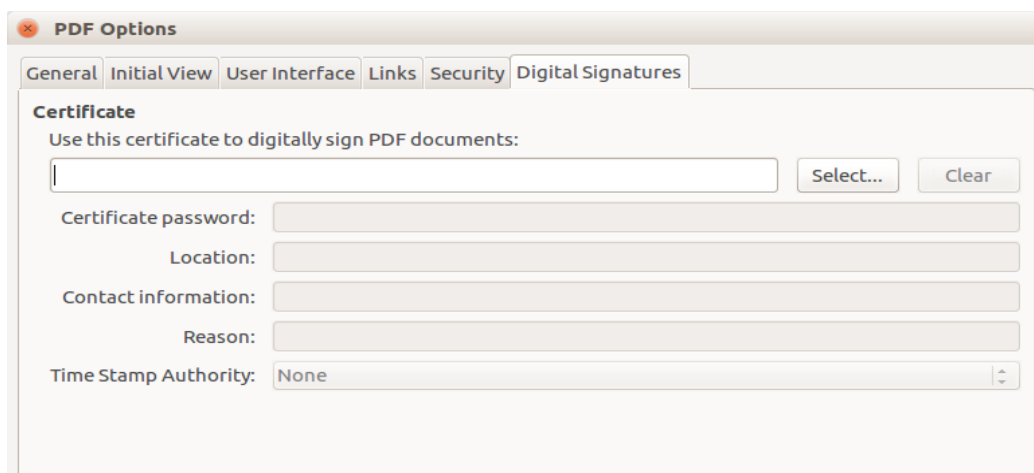 PDF Options
General Initial View User Interface Links Security Digital Signatures
Certificate
Use this certificate to digitally sign PDF documents:
Select... Clear
Certificate password:
Location:
Contact information:
Reason:
Time Stamp Authority: None